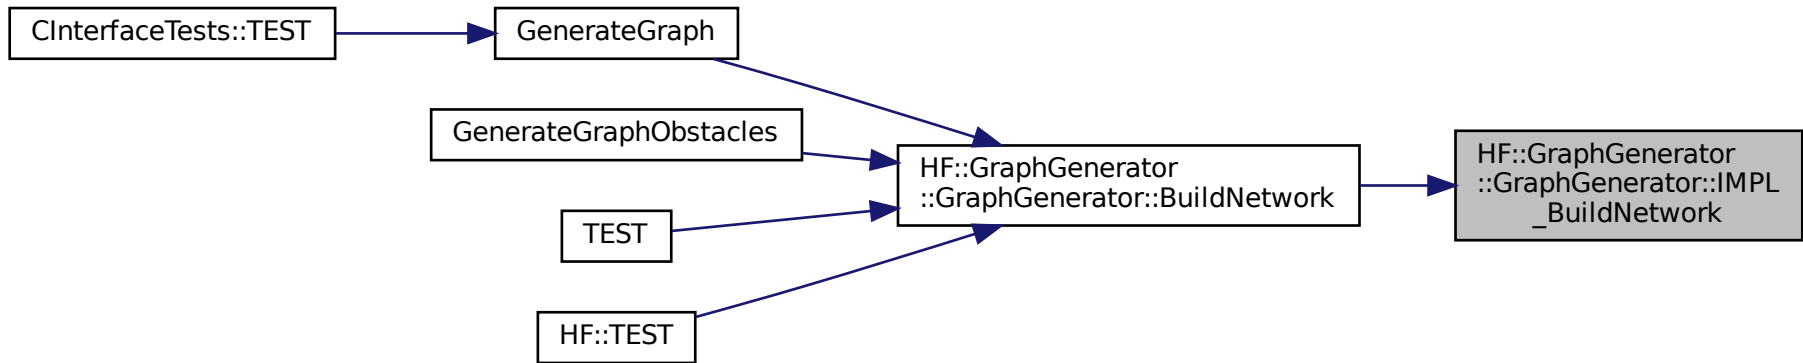 CInterfaceTests::TEST
GenerateGraph
GenerateGraphObstacles
TEST
HF::TEST
HF::GraphGenerator
::GraphGenerator::BuildNetwork
HF::GraphGenerator
::GraphGenerator::IMPL
_BuildNetwork